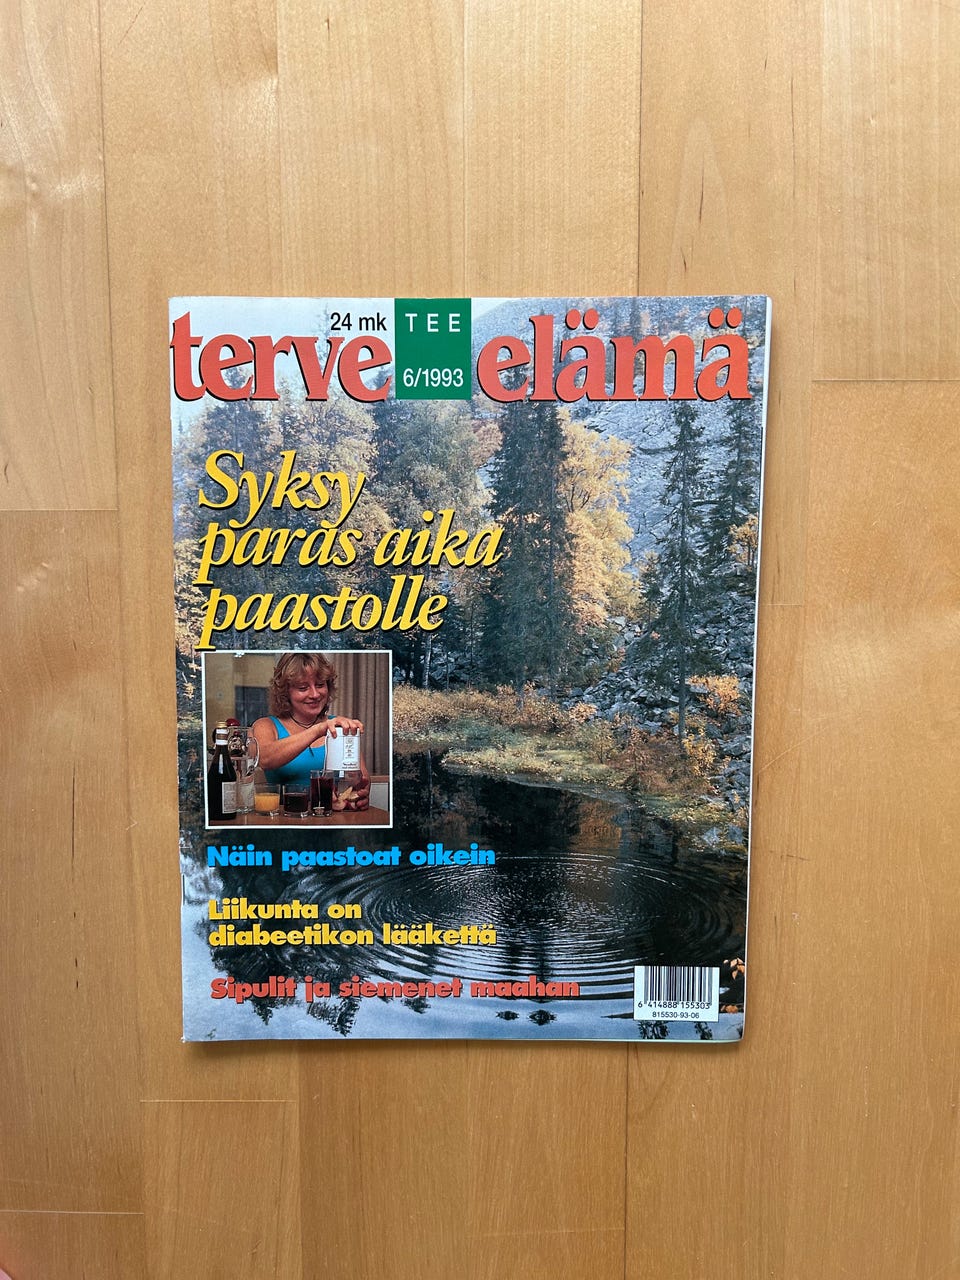 24 mk
TEE
terve elämä
6/1993
Syksy
paras aika
paastolle
Näin paastoat oikein
Liikunta on
diabeetikon lääkettä
Sipulit ja siemenet maahan
6 414888 155303
815530-93-06